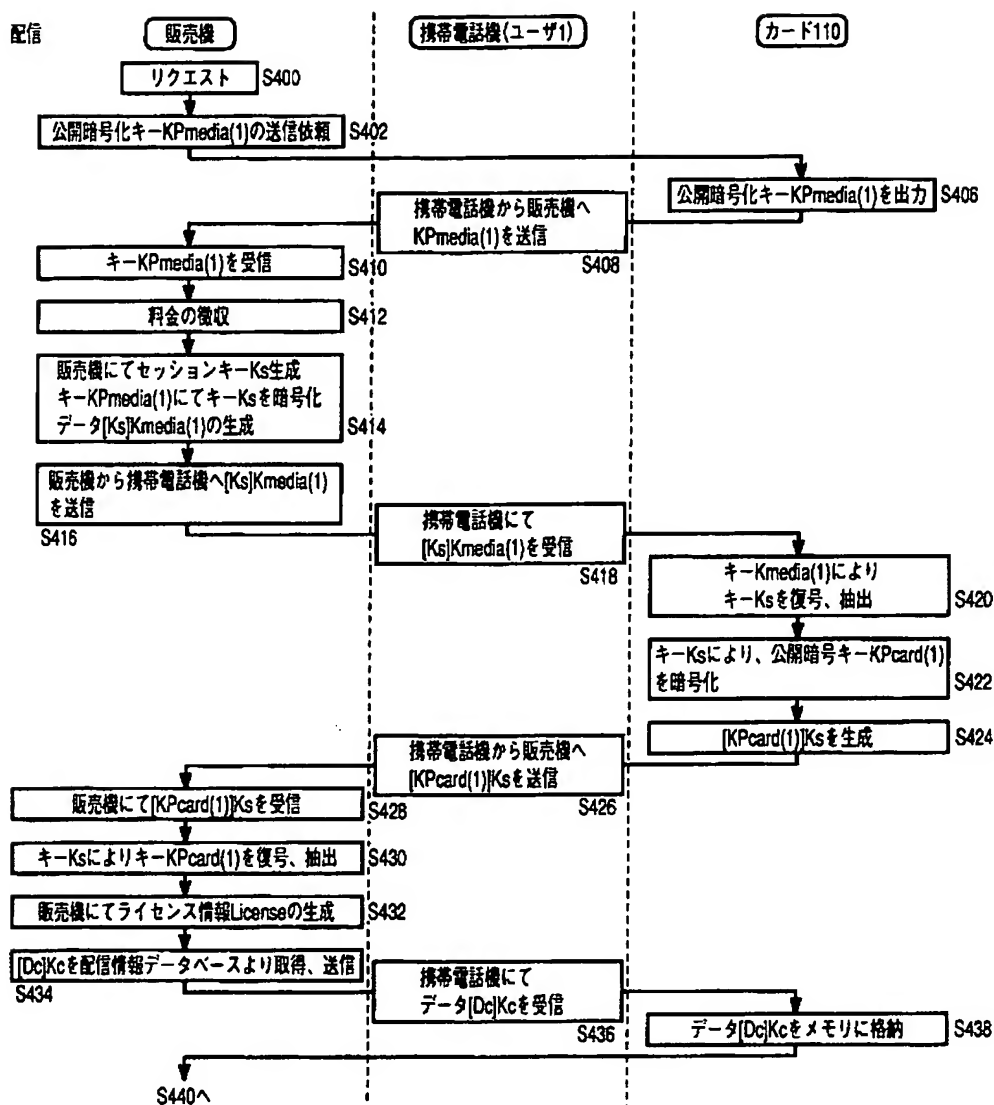 配信
販売機
携帯電話機(ユーザ1)
カード110
リクエスト
S400
公開暗号化キーKPmedia(1)の送信依頼
S402
公開暗号化キーKPmedia(1)を出力
S406
携帯電話機から販売機へ
KPmedia(1)を送信
S408
キーKPmedia(1)を受信
S410
料金の徴収
S412
販売機にてセッションキーKs生成
キーKPmedia(1)にてキーKsを暗号化
データ[Ks]Kmedia(1)の生成
S414
販売機から携帯電話機へ[Ks]Kmedia(1)
を送信
S416
携帯電話機にて
[Ks]Kmedia(1)を受信
S418
キーKmedia(1)により
キーKsを復号、抽出
S420
キーKsにより、公開暗号キーKPcard(1)
を暗号化
S422
[KPcard(1)]Ksを生成
S424
携帯電話機から販売機へ
[KPcard(1)]Ksを送信
S426
販売機にて[KPcard(1)]Ksを受信
S428
キーKsによりキーKPcard(1)を復号、抽出
S430
販売機にてライセンス情報Licenseの生成
S432
[Dc]Kcを配信情報データベースより取得、送信
S434
携帯電話機にて
データ[Dc]Kcを受信
S436
データ[Dc]Kcをメモリに格納
S438
S440へ